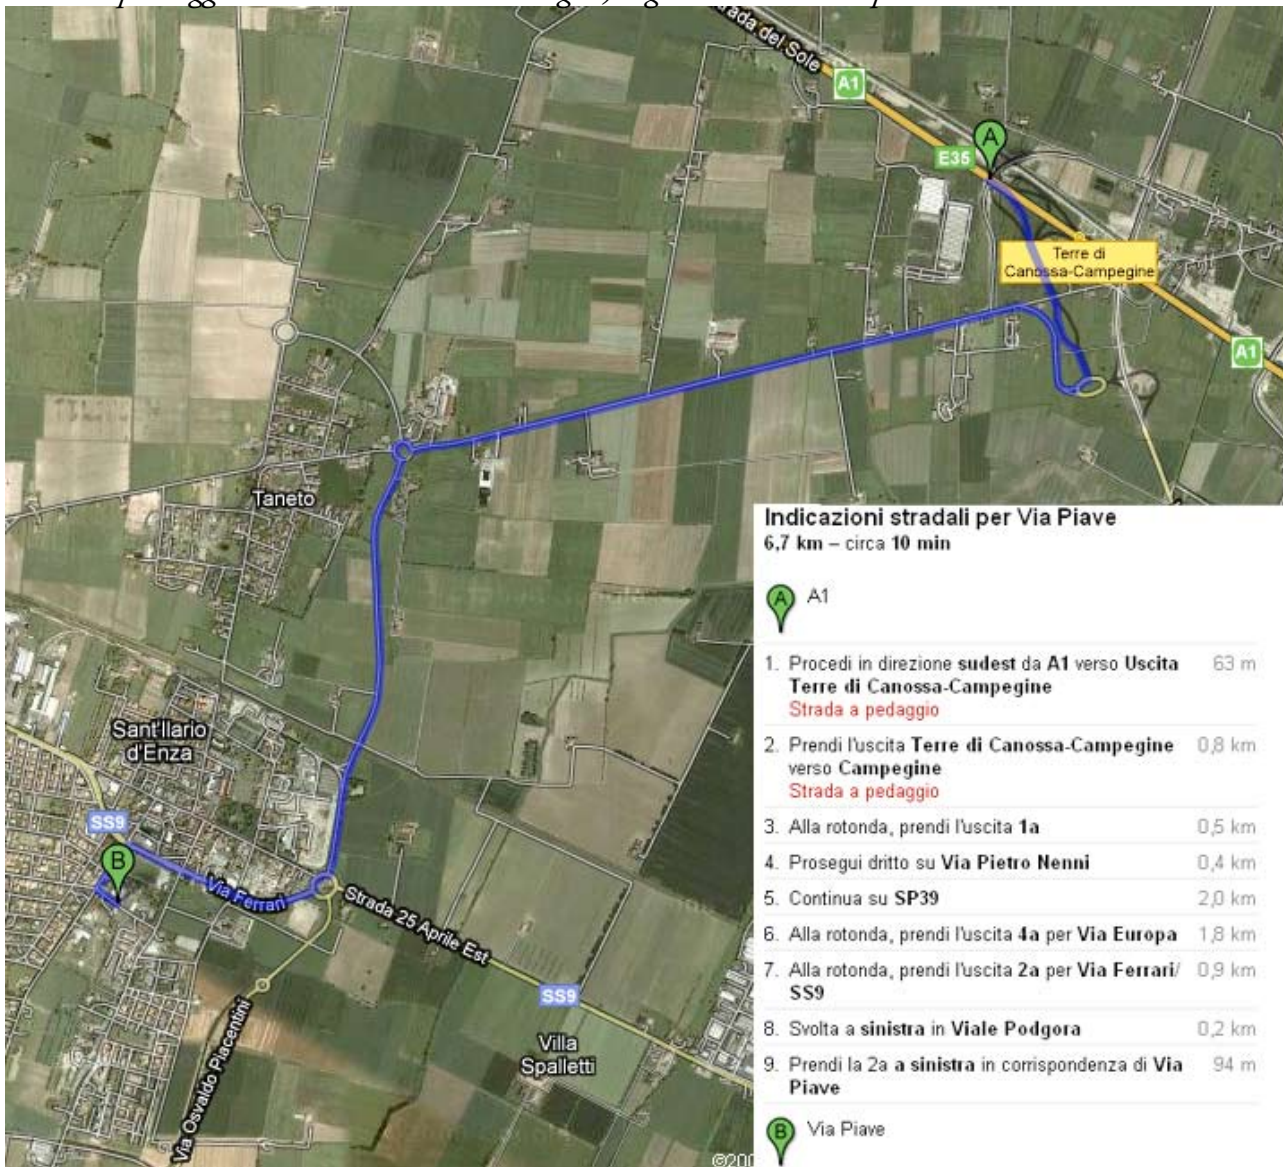 rada del Sole
A1
A
E35
Terre di
Canossa-Campegine
A1
Taneto
Sant'Ilario
d'Enza
SS9
B
Via Ferrari
Strada 25 Aprile Est
SS9
Via Osvaldo Piacentini
Villa
Spalletti
©200
Indicazioni stradali per Via Piave
6,7 km – circa 10 min
A A1
1. Procedi in direzione sudest da A1 verso Uscita 63 m
Terre di Canossa-Campegine
Strada a pedaggio
2. Prendi l'uscita Terre di Canossa-Campegine 0,8 km
verso Campegine
Strada a pedaggio
3. Alla rotonda, prendi l'uscita 1a 0,5 km
4. Prosegui dritto su Via Pietro Nenni 0,4 km
5. Continua su SP39 2,0 km
6. Alla rotonda, prendi l'uscita 4a per Via Europa 1,8 km
7. Alla rotonda, prendi l'uscita 2a per Via Ferrari/ 0,9 km
SS9
8. Svolta a sinistra in Viale Podgora 0,2 km
9. Prendi la 2a a sinistra in corrispondenza di Via 94 m
Piave
B Via Piave